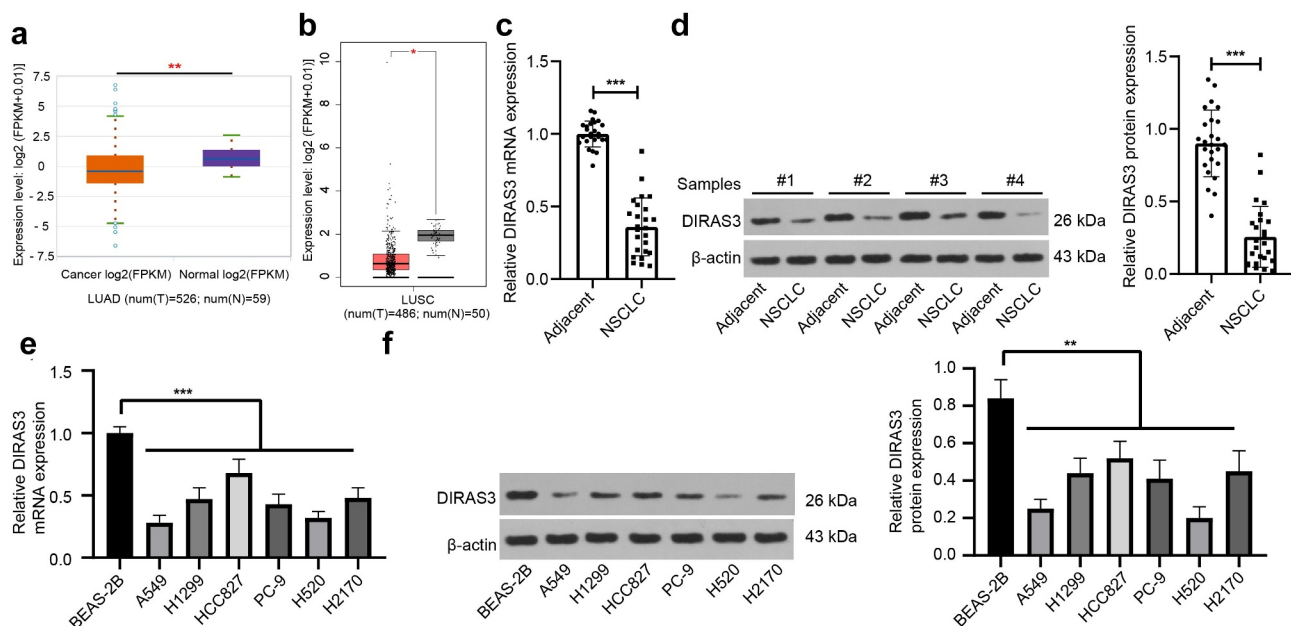 a
**
Expression level: log2 (FPKM+0.01)]
7.5
5
2.5
0
-2.5
-5
-7.5
Cancer log2(FPKM) Normal log2(FPKM)
LUAD (num(T)=526; num(N)=59)
b
*
Expression level: log2 (FPKM+0.01)]
10
8
6
4
2
0
LUSC
(num(T)=486; num(N)=50)
c
***
Relative DIRAS3 mRNA expression
1.5
1.0
0.5
0.0
Adjacent
NSCLC
d
Samples #1 #2 #3 #4
DIRAS3 26 kDa
β-actin 43 kDa
Adjacent NSCLC Adjacent NSCLC Adjacent NSCLC Adjacent NSCLC
***
Relative DIRAS3 protein expression
1.5
1.0
0.5
0.0
Adjacent
NSCLC
e
***
Relative DIRAS3
mRNA expression
1.5
1.0
0.5
0.0
BEAS-2B A549 H1299 HCC827 PC-9 H520 H2170
f
DIRAS3 26 kDa
β-actin 43 kDa
BEAS-2B A549 H1299 HCC827 PC-9 H520 H2170
**
Relative DIRAS3
protein expression
1.0
0.8
0.6
0.4
0.2
0.0
BEAS-2B A549 H1299 HCC827 PC-9 H520 H2170